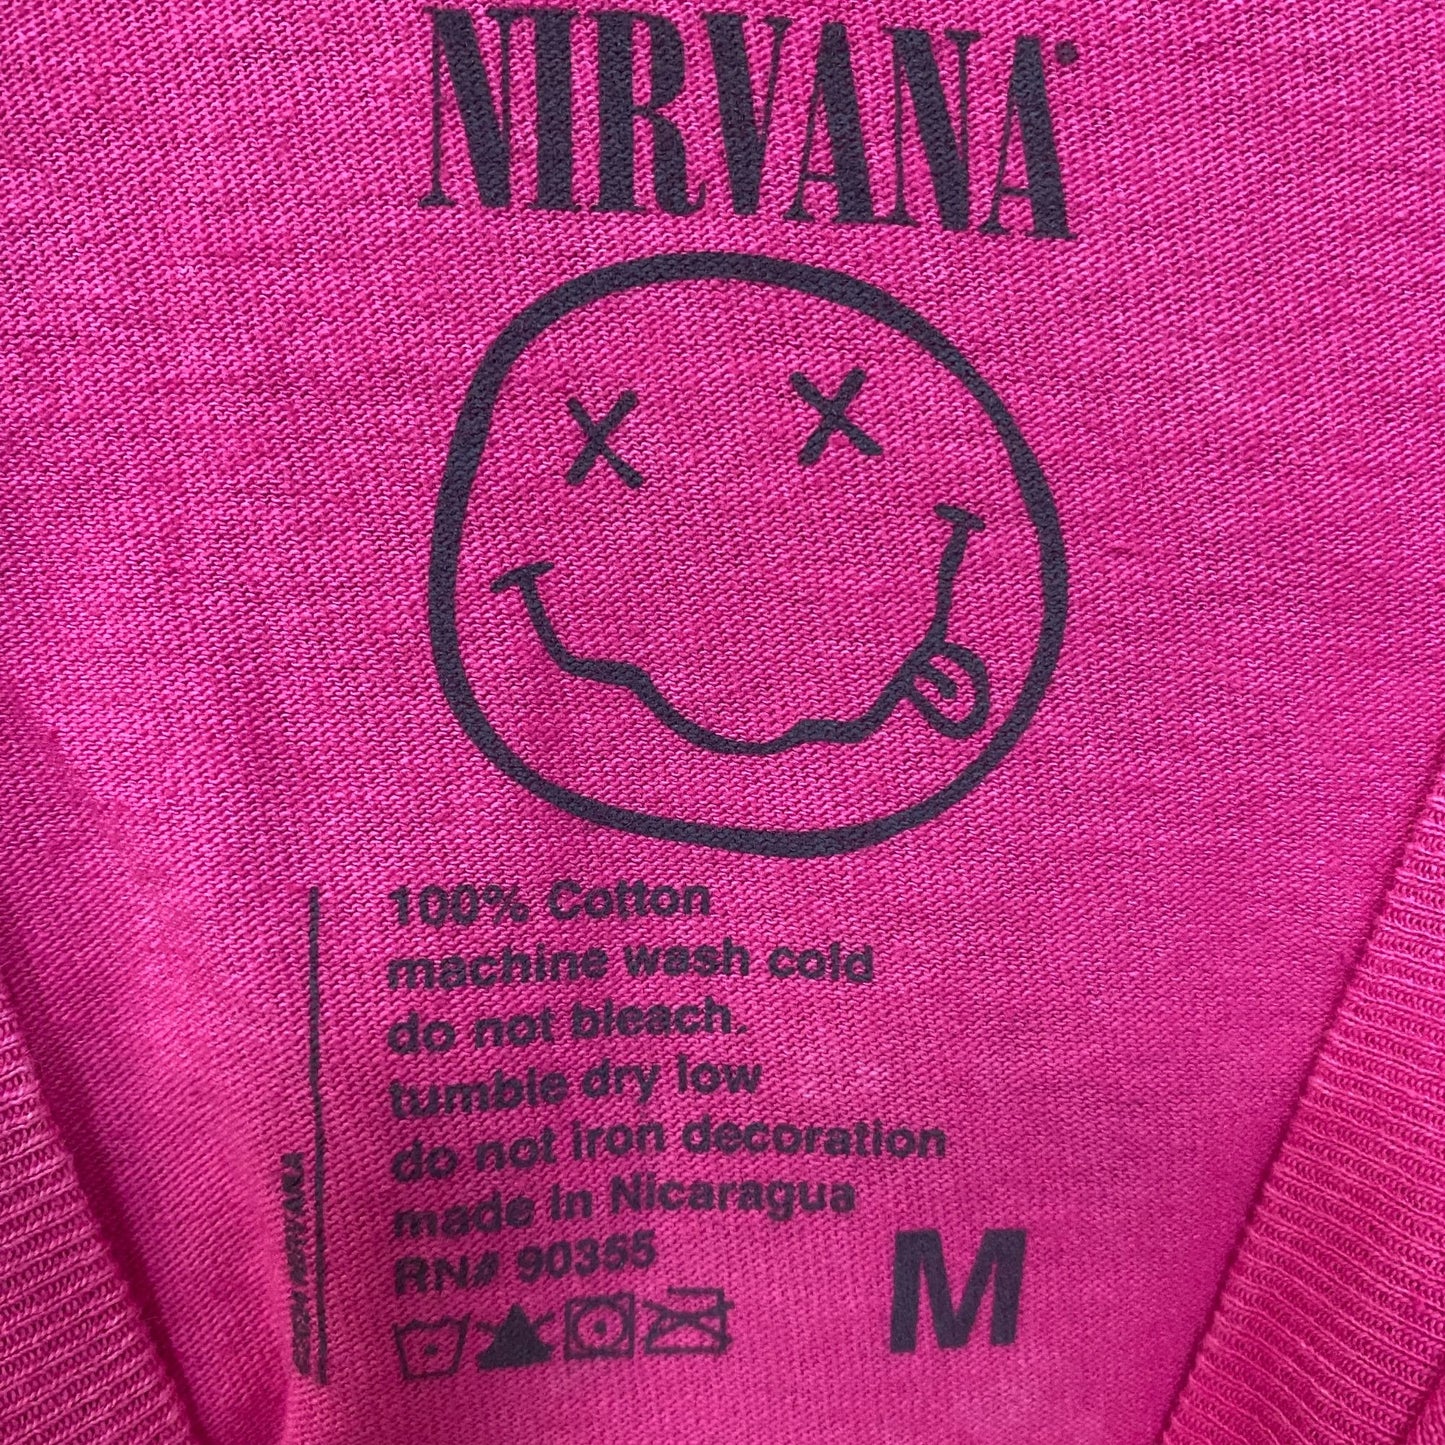 NIRVANA®
100% Cotton
machine wash cold
do not bleach.
tumble dry low
do not iron decoration
made in Nicaragua
RN# 90355
M
NIRVANA